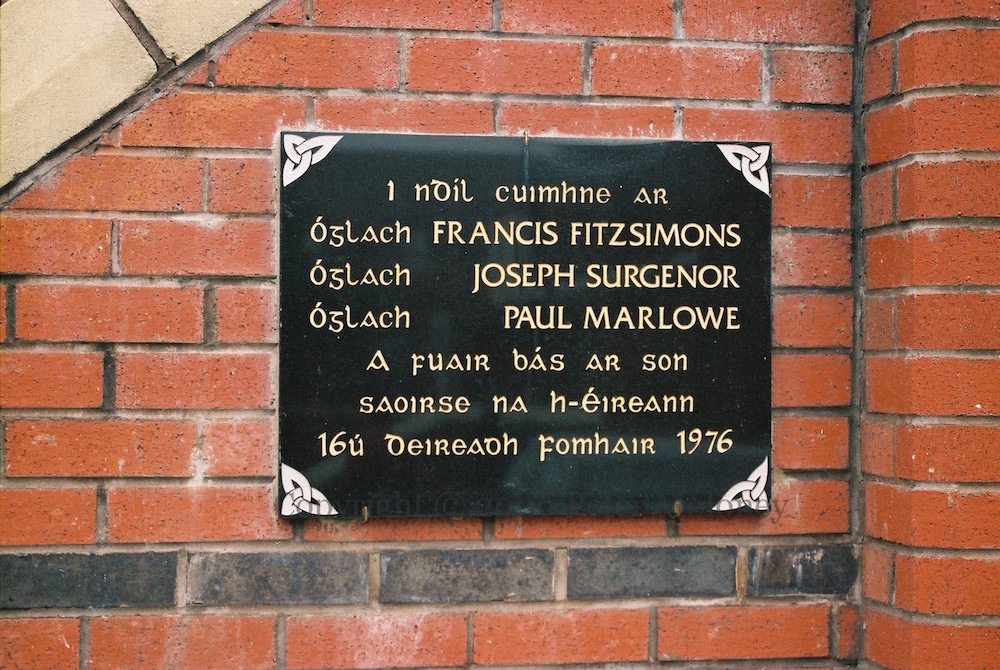 I nDíl cuimhne ar
Óglach FRANCIS FITZSIMONS
Óglach JOSEPH SURGENOR
Óglach PAUL MARLOWE
A fuair bás ar son
saoirse na h-Éireann
16ú Deireadh Fomhair 1976
copyright ©